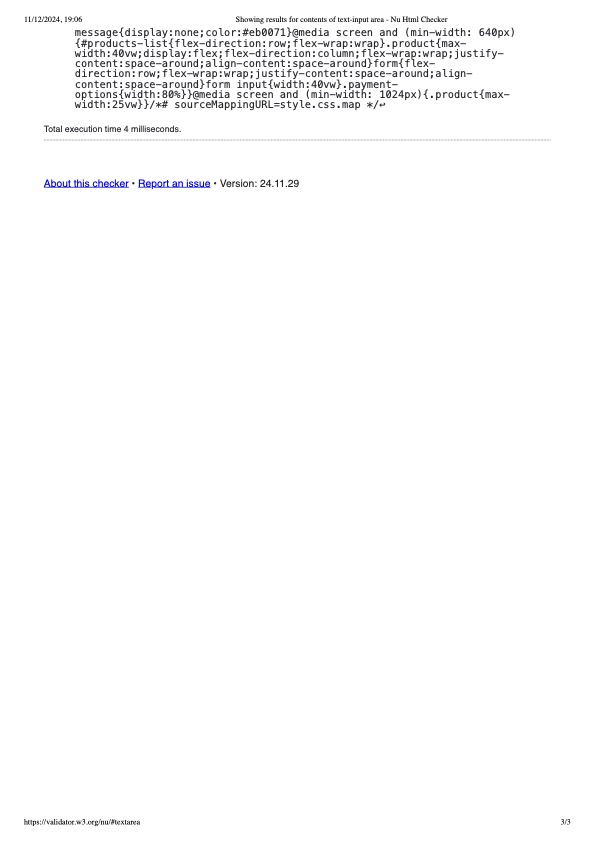 11/12/2024, 19:06 Showing results for contents of text-input area - Nu Html Checker
message{display:none;color:#eb0071}@media screen and (min-width: 640px)
{#products-list{flex-direction:row;flex-wrap:wrap}.product{max-
width:40vw;display:flex;flex-direction:column;flex-wrap:wrap;justify-
content:space-around;align-content:space-around}form{flex-
direction:row;flex-wrap:wrap;justify-content:space-around;align-
content:space-around}form input{width:40vw}.payment-
options{width:80%}}@media screen and (min-width: 1024px){.product{max-
width:25vw}}/*# sourceMappingURL=style.css.map */↩
Total execution time 4 milliseconds.
About this checker • Report an issue • Version: 24.11.29
https://validator.w3.org/nu/#textarea 3/3